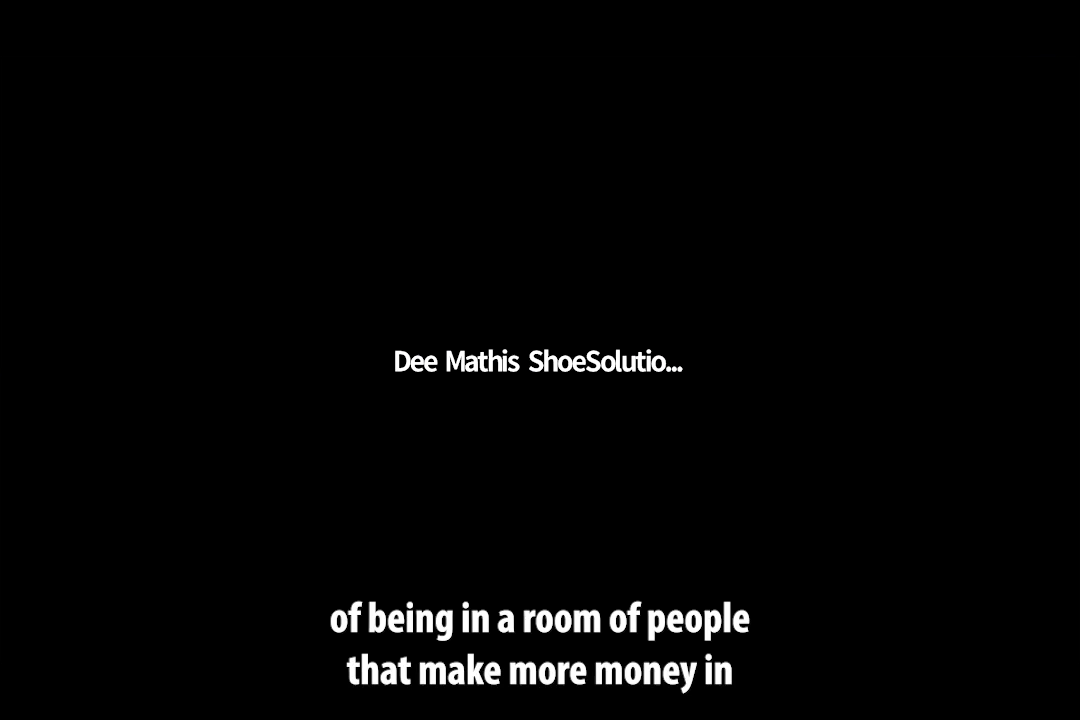 Dee Mathis ShoeSolutio...
of being in a room of people
that make more money in